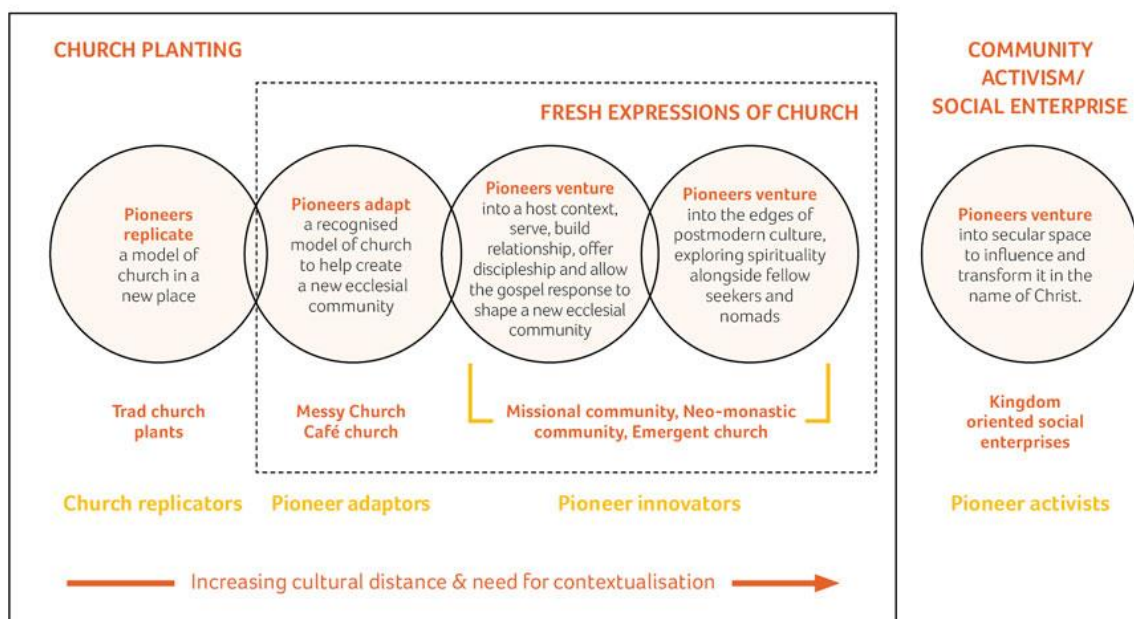 CHURCH PLANTING
FRESH EXPRESSIONS OF CHURCH
COMMUNITY
ACTIVISM/
SOCIAL ENTERPRISE
Pioneers
replicate
a model of
church in a
new place
Pioneers adapt
a recognised
model of church
to help create
a new ecclesial
community
Pioneers venture
into a host context,
serve, build
relationship, offer
discipleship and allow
the gospel response to
shape a new ecclesial
community
Pioneers venture
into the edges of
postmodern culture,
exploring spirituality
alongside fellow
seekers and
nomads
Pioneers venture
into secular space
to influence and
transform it in the
name of Christ.
Trad church
plants
Messy Church
Café church
Missional community, Neo-monastic
community, Emergent church
Kingdom
oriented social
enterprises
Church replicators
Pioneer adaptors
Pioneer innovators
Pioneer activists
Increasing cultural distance & need for contextualisation